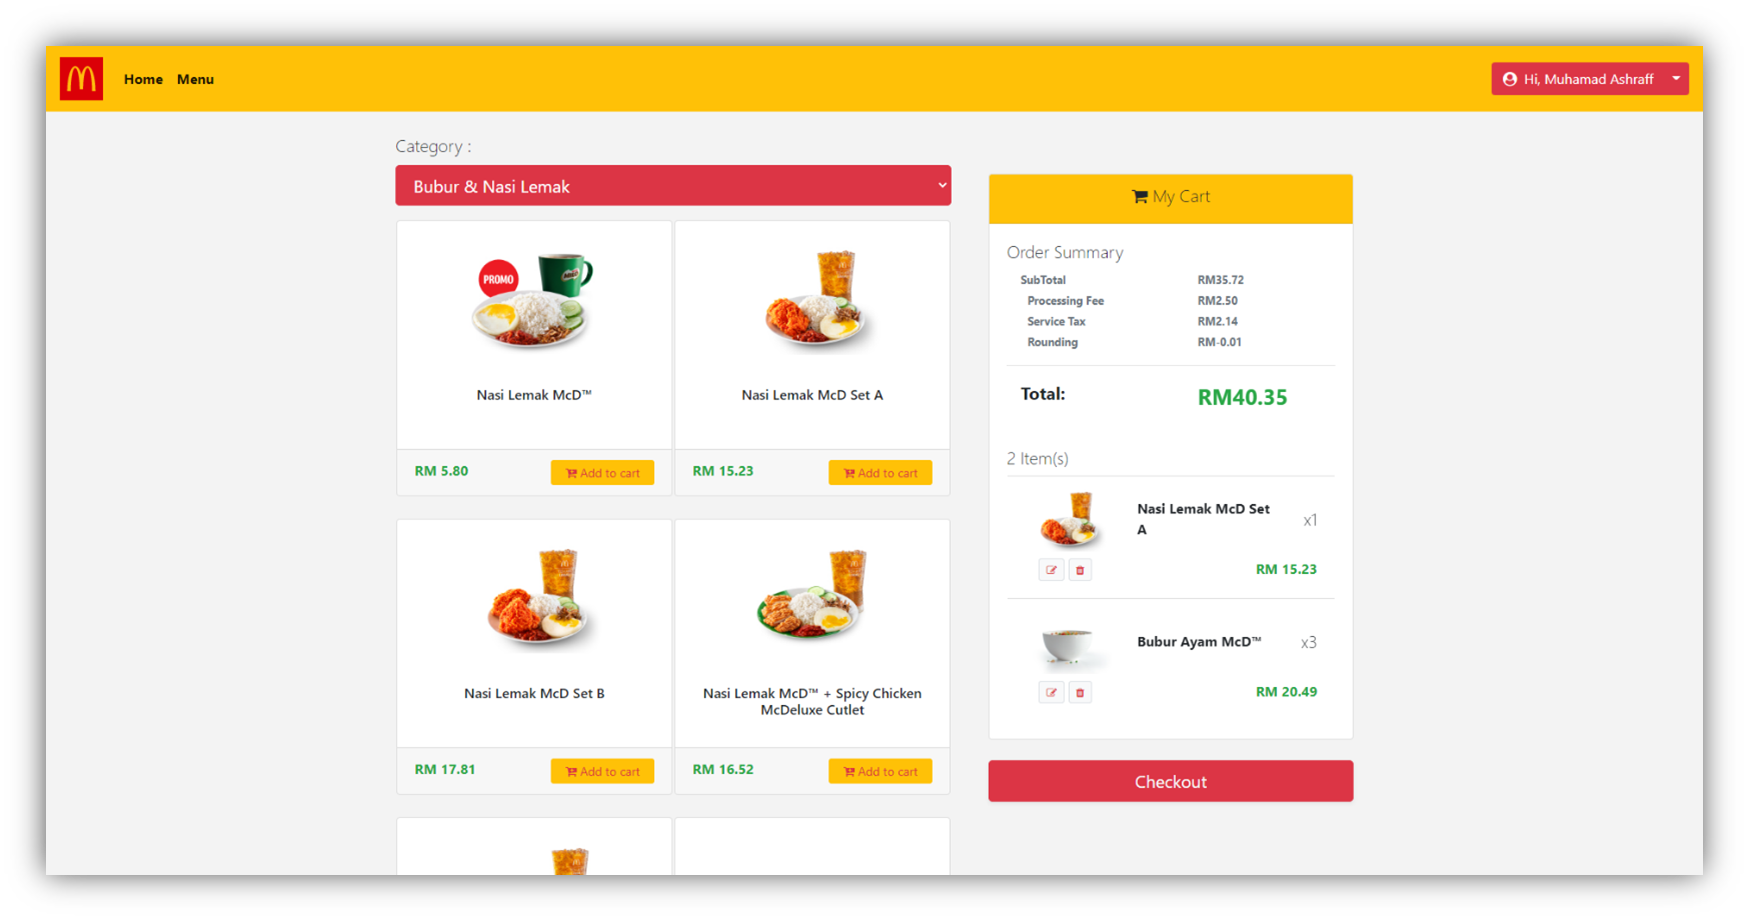 Home Menu
Hi, Muhamad Ashraff
Category :
Bubur & Nasi Lemak
PROMO
Nasi Lemak McD™
RM 5.80
Add to cart
Nasi Lemak McD Set A
RM 15.23
Add to cart
Nasi Lemak McD Set B
RM 17.81
Add to cart
Nasi Lemak McD™ + Spicy Chicken
McDeluxe Cutlet
RM 16.52
Add to cart
My Cart
Order Summary
SubTotal RM35.72
Processing Fee RM2.50
Service Tax RM2.14
Rounding RM-0.01
Total: RM40.35
2 Item(s)
Nasi Lemak McD Set
A
x1
RM 15.23
Bubur Ayam McD™ x3
RM 20.49
Checkout